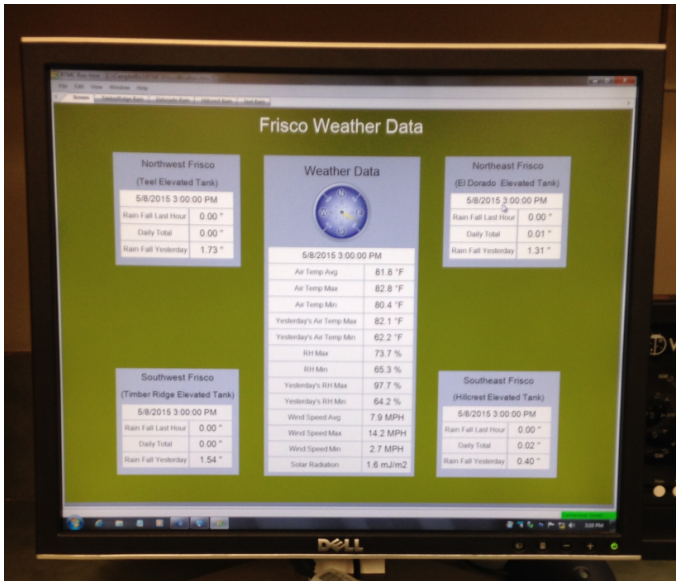 File Edit View Window Help
Screen
Frisco Weather Data
Northwest Frisco
(Teel Elevated Tank)
5/8/2015 3:00:00 PM
Rain Fall Last Hour 0.00 "
Daily Total 0.00 "
Rain Fall Yesterday 1.73 "
Weather Data
N
W E
S
5/8/2015 3:00:00 PM
Air Temp Avg 81.8 °F
Air Temp Max 82.8 °F
Air Temp Min 80.4 °F
Yesterday's Air Temp Max 82.1 °F
Yesterday's Air Temp Min 62.2 °F
RH Max 73.7 %
RH Min 65.3 %
Yesterday's RH Max 97.7 %
Yesterday's RH Min 64.2 %
Wind Speed Avg 7.9 MPH
Wind Speed Max 14.2 MPH
Wind Speed Min 2.7 MPH
Solar Radiation 1.6 mJ/m2
Northeast Frisco
(El Dorado Elevated Tank)
5/8/2015 3:00:00 PM
Rain Fall Last Hour 0.00 "
Daily Total 0.01 "
Rain Fall Yesterday 1.31 "
Southwest Frisco
(Timber Ridge Elevated Tank)
5/8/2015 3:00:00 PM
Rain Fall Last Hour 0.00 "
Daily Total 0.00 "
Rain Fall Yesterday 1.54 "
Southeast Frisco
(Hillcrest Elevated Tank)
5/8/2015 3:00:00 PM
Rain Fall Last Hour 0.00 "
Daily Total 0.02 "
Rain Fall Yesterday 0.40 "
3:00 PM
DELL